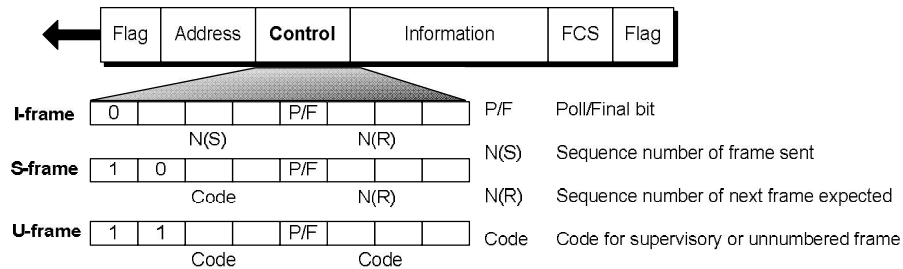 Flag Address Control Information FCS Flag
I-frame 0 P/F P/F Poll/Final bit
N(S) N(R)
N(S) Sequence number of frame sent
S-frame 1 0 P/F
Code N(R) N(R) Sequence number of next frame expected
U-frame 1 1 P/F Code Code for supervisory or unnumbered frame
Code Code